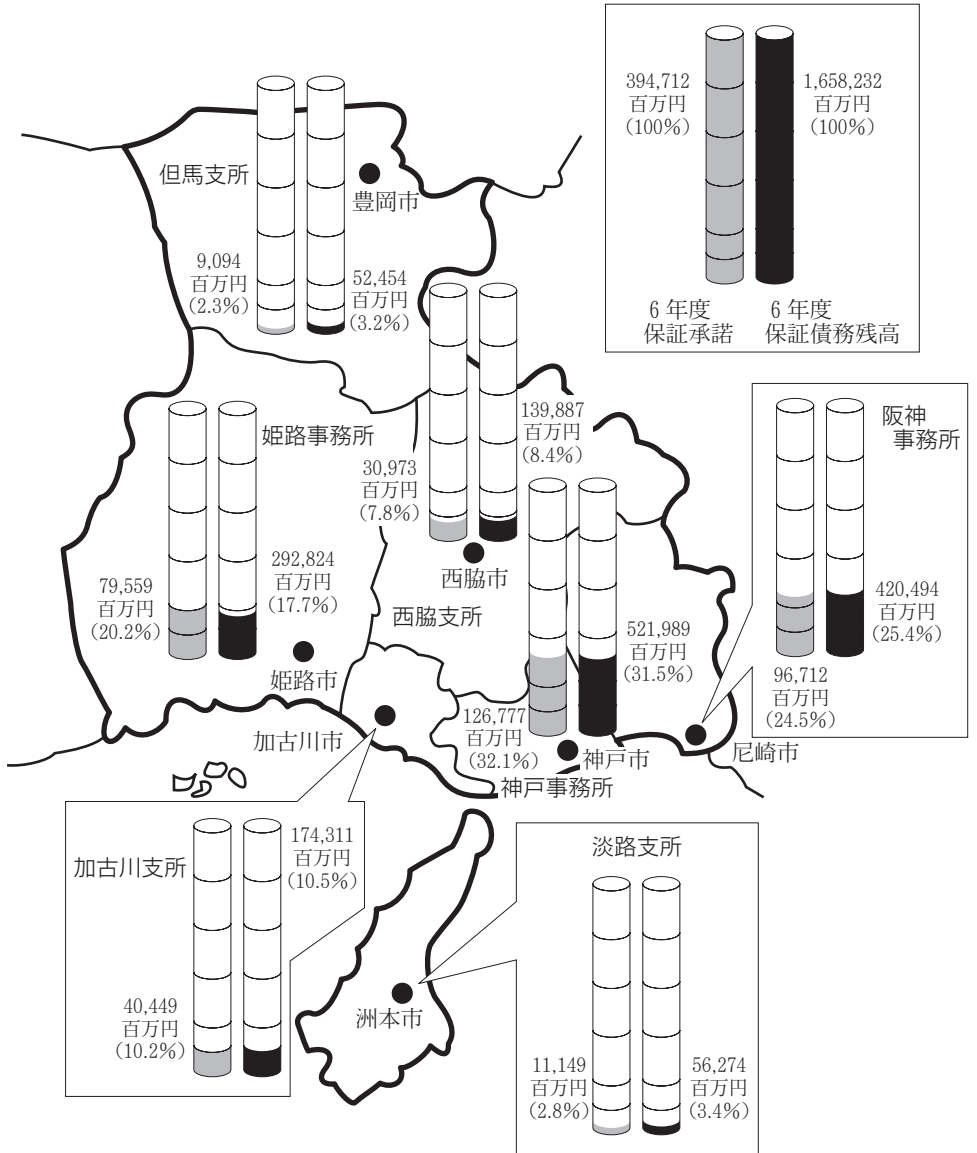 394,712
百万円
(100%)
1,658,232
百万円
(100%)
6 年度
保証承諾
6 年度
保証債務残高
但馬支所
豊岡市
9,094
百万円
(2.3%)
52,454
百万円
(3.2%)
姫路事務所
139,887
百万円
(8.4%)
30,973
百万円
(7.8%)
西脇市
西脇支所
79,559
百万円
(20.2%)
292,824
百万円
(17.7%)
姫路市
阪神
事務所
420,494
百万円
(25.4%)
96,712
百万円
(24.5%)
521,989
百万円
(31.5%)
126,777
百万円
(32.1%)
加古川市
神戸市
尼崎市
神戸事務所
加古川支所
174,311
百万円
(10.5%)
40,449
百万円
(10.2%)
淡路支所
洲本市
11,149
百万円
(2.8%)
56,274
百万円
(3.4%)